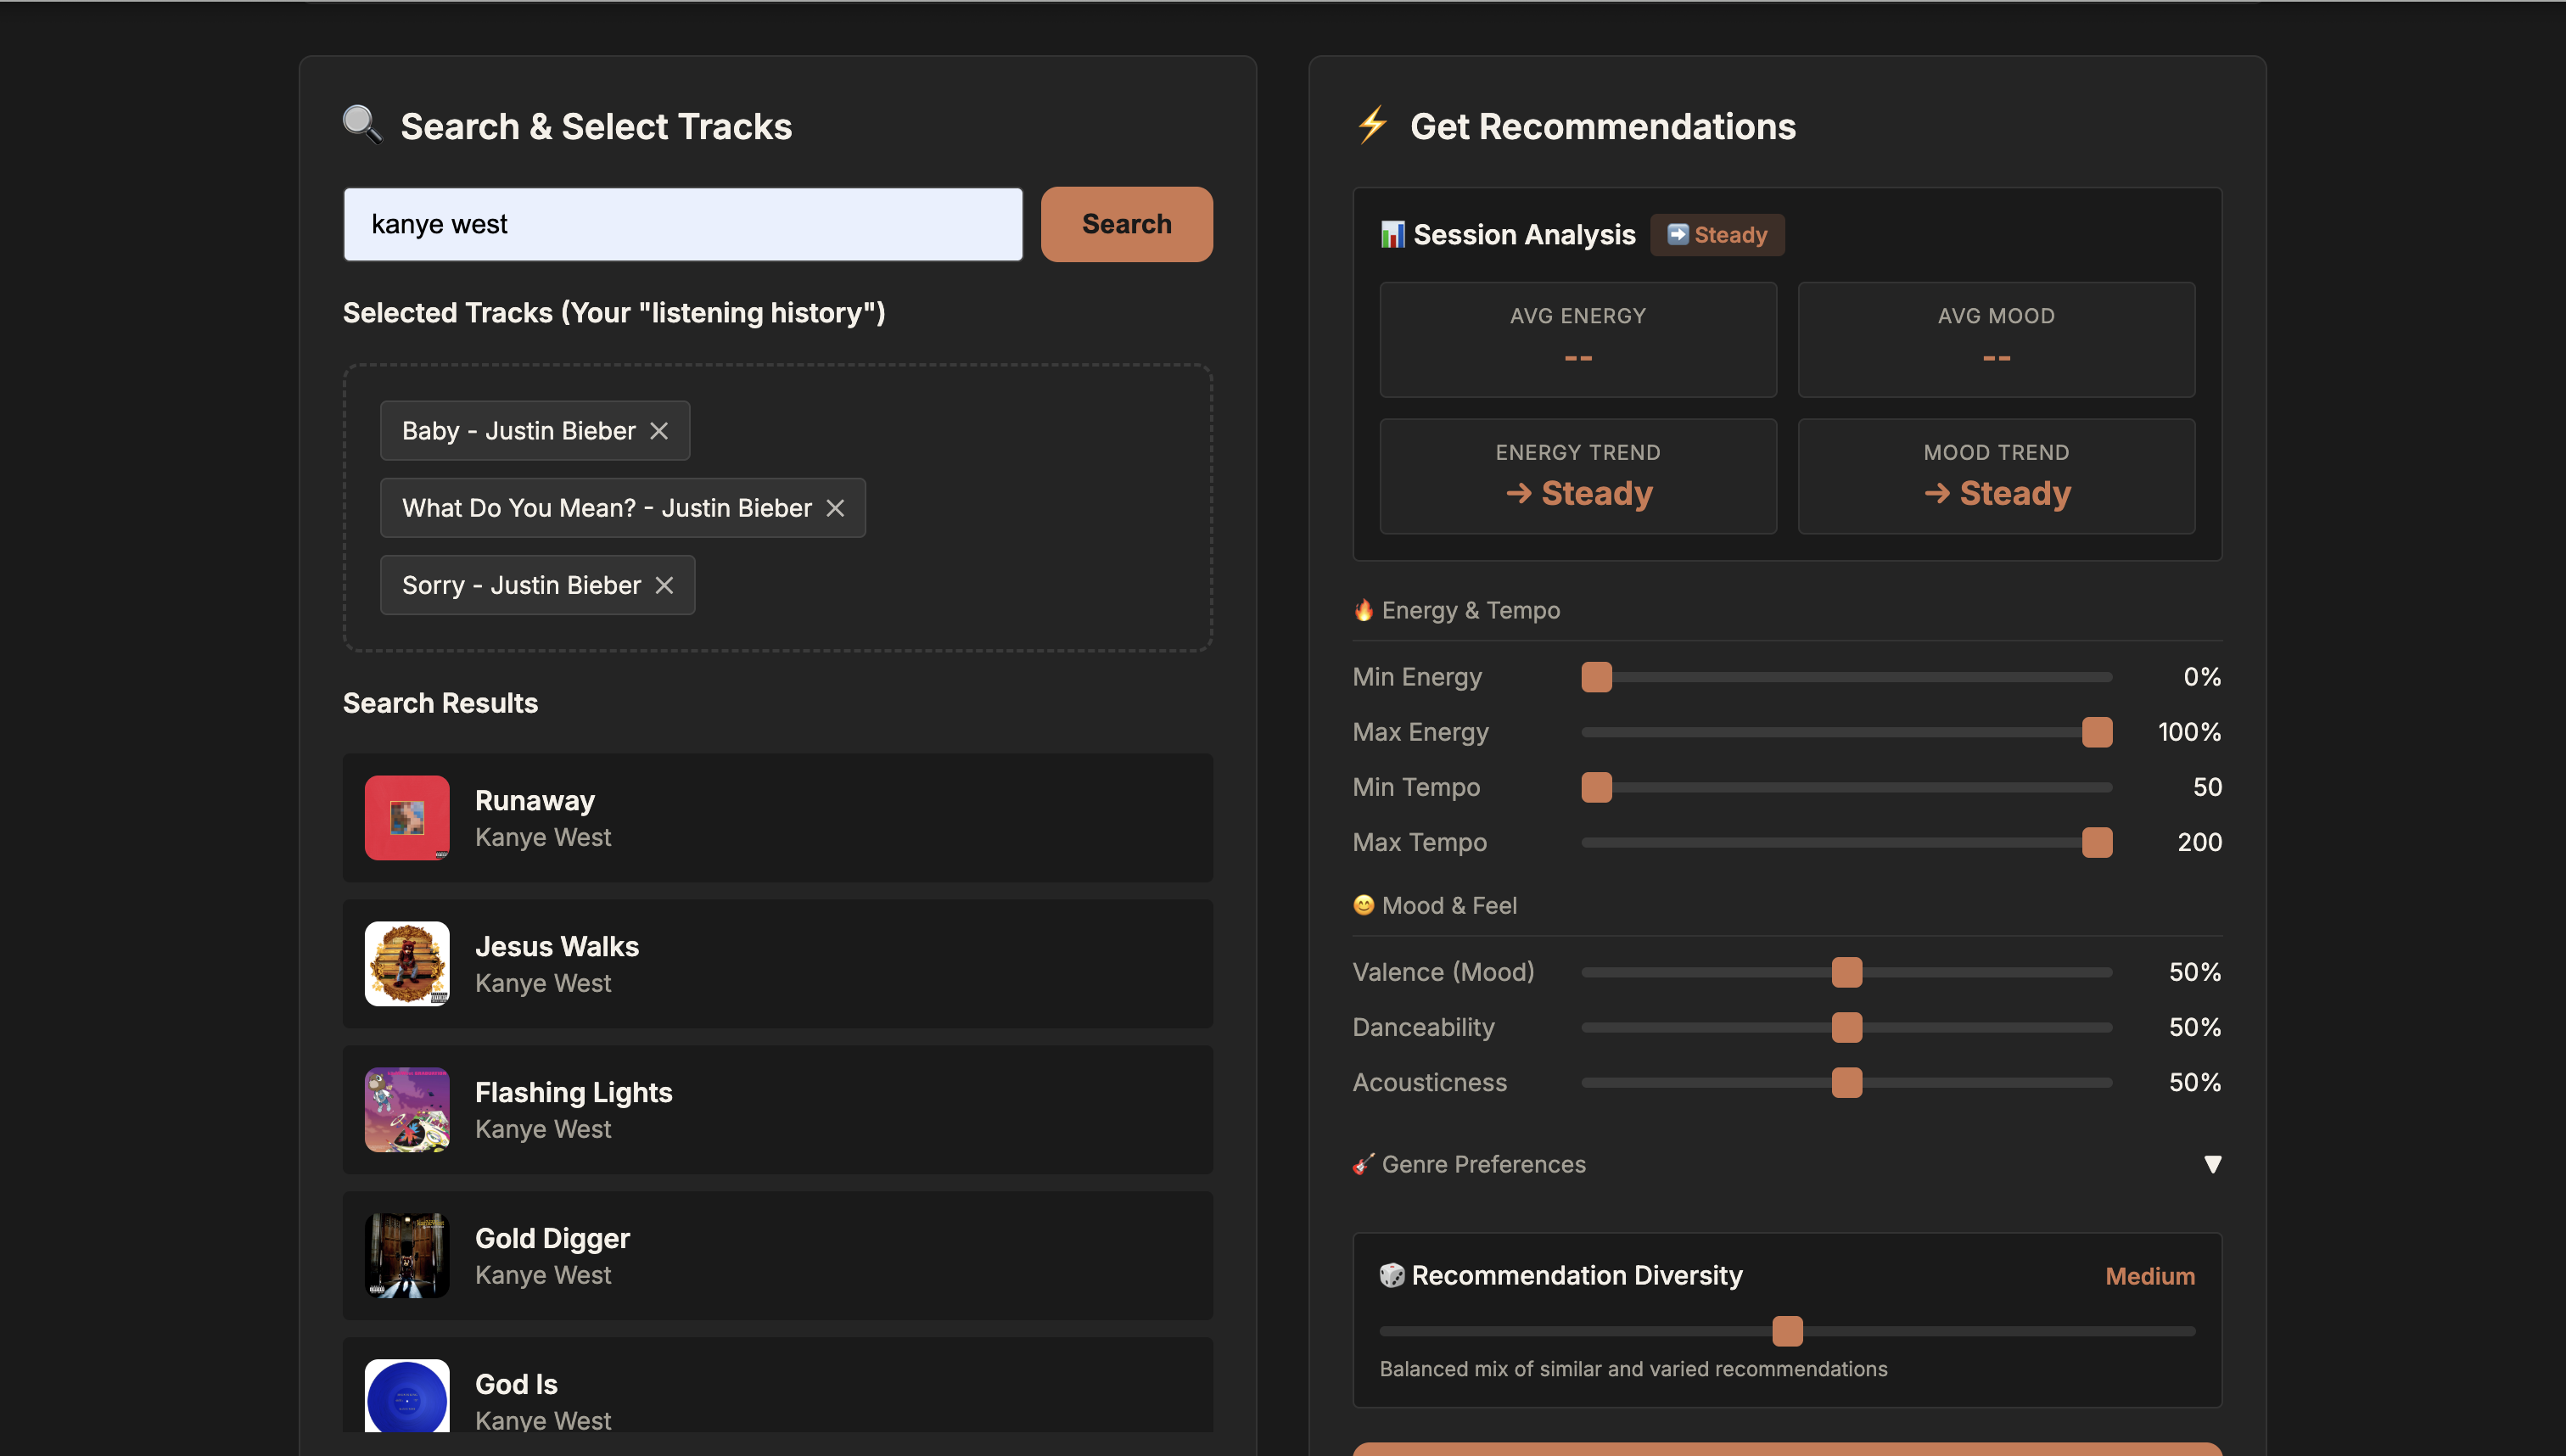 Search & Select Tracks
kanye west
Search
Selected Tracks (Your "listening history")
Baby - Justin Bieber ×
What Do You Mean? - Justin Bieber ×
Sorry - Justin Bieber ×
Search Results
Runaway
Kanye West
Jesus Walks
Kanye West
Flashing Lights
Kanye West
Gold Digger
Kanye West
God Is
Kanye West
Get Recommendations
Session Analysis
Steady
AVG ENERGY
--
AVG MOOD
--
ENERGY TREND
→ Steady
MOOD TREND
→ Steady
Energy & Tempo
Min Energy 0%
Max Energy 100%
Min Tempo 50
Max Tempo 200
Mood & Feel
Valence (Mood) 50%
Danceability 50%
Acousticness 50%
Genre Preferences ▼
Recommendation Diversity Medium
Balanced mix of similar and varied recommendations